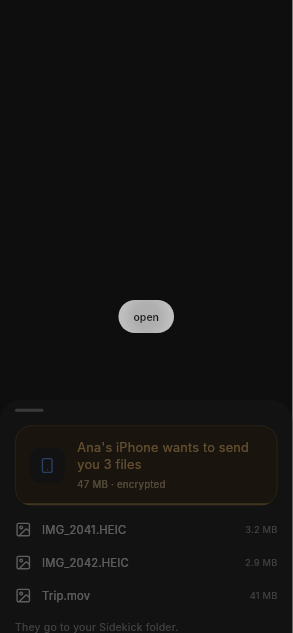 open
Ana's iPhone wants to send
you 3 files
47 MB · encrypted
IMG_2041.HEIC 3.2 MB
IMG_2042.HEIC 2.9 MB
Trip.mov 41 MB
They go to your Sidekick folder.